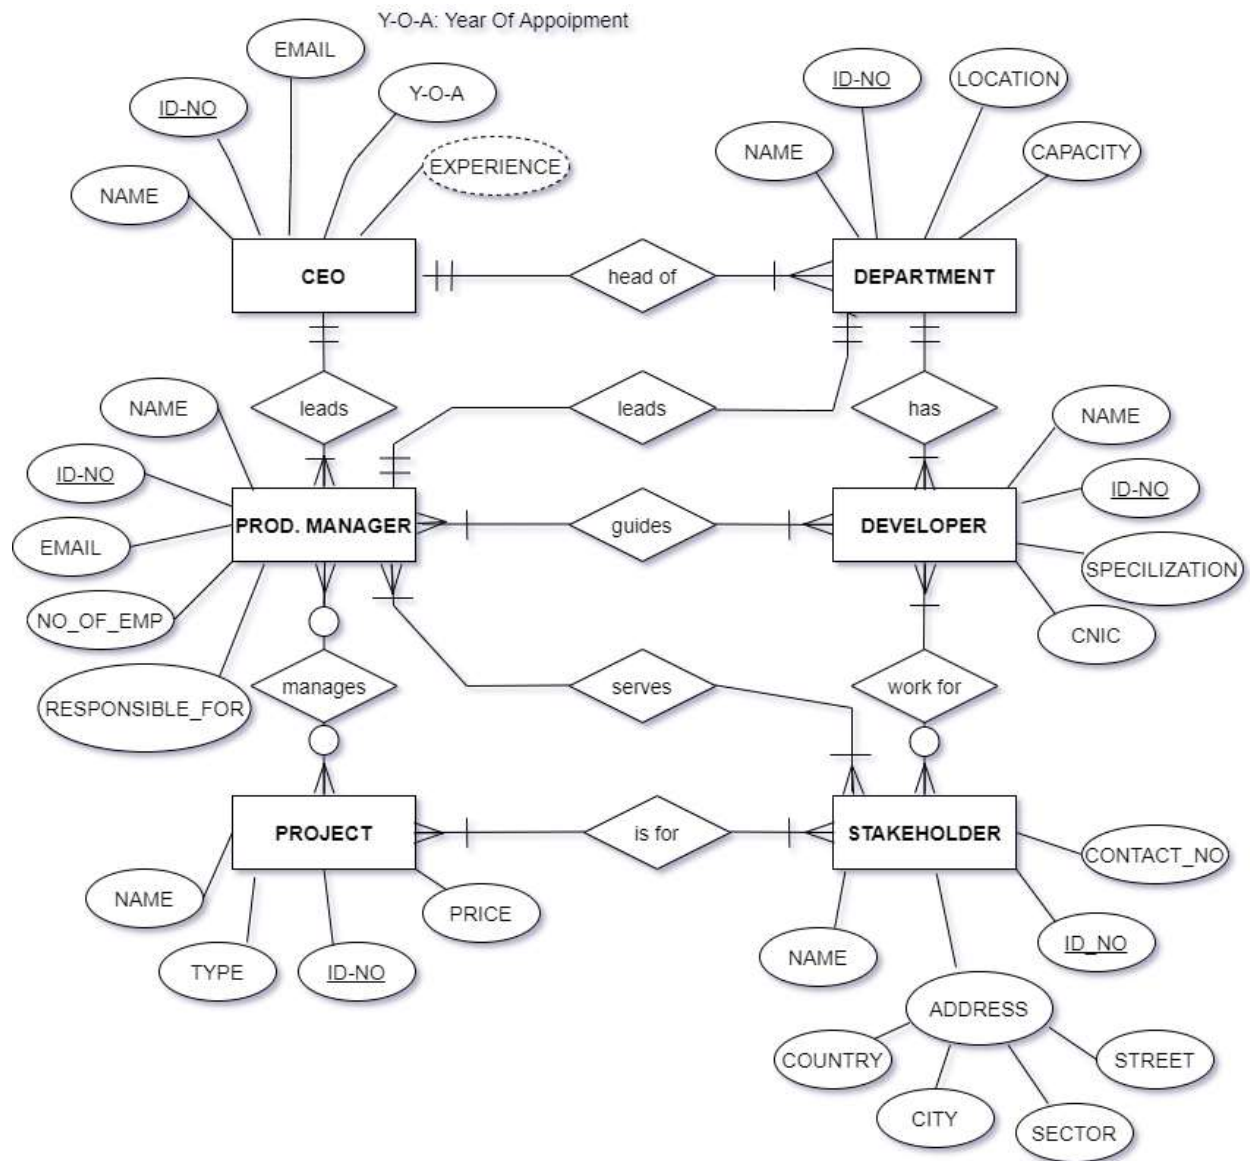 Y-O-A: Year Of Appoipment
EMAIL
ID-NO
Y-O-A
EXPERIENCE
NAME
ID-NO
LOCATION
NAME
CAPACITY
CEO
head of
DEPARTMENT
leads
leads
has
NAME
ID-NO
EMAIL
NO_OF_EMP
RESPONSIBLE_FOR
PROD. MANAGER
guides
DEVELOPER
NAME
ID-NO
SPECILIZATION
CNIC
manages
serves
work for
PROJECT
is for
STAKEHOLDER
NAME
TYPE
ID-NO
PRICE
CONTACT_NO
ID_NO
NAME
ADDRESS
COUNTRY
CITY
SECTOR
STREET